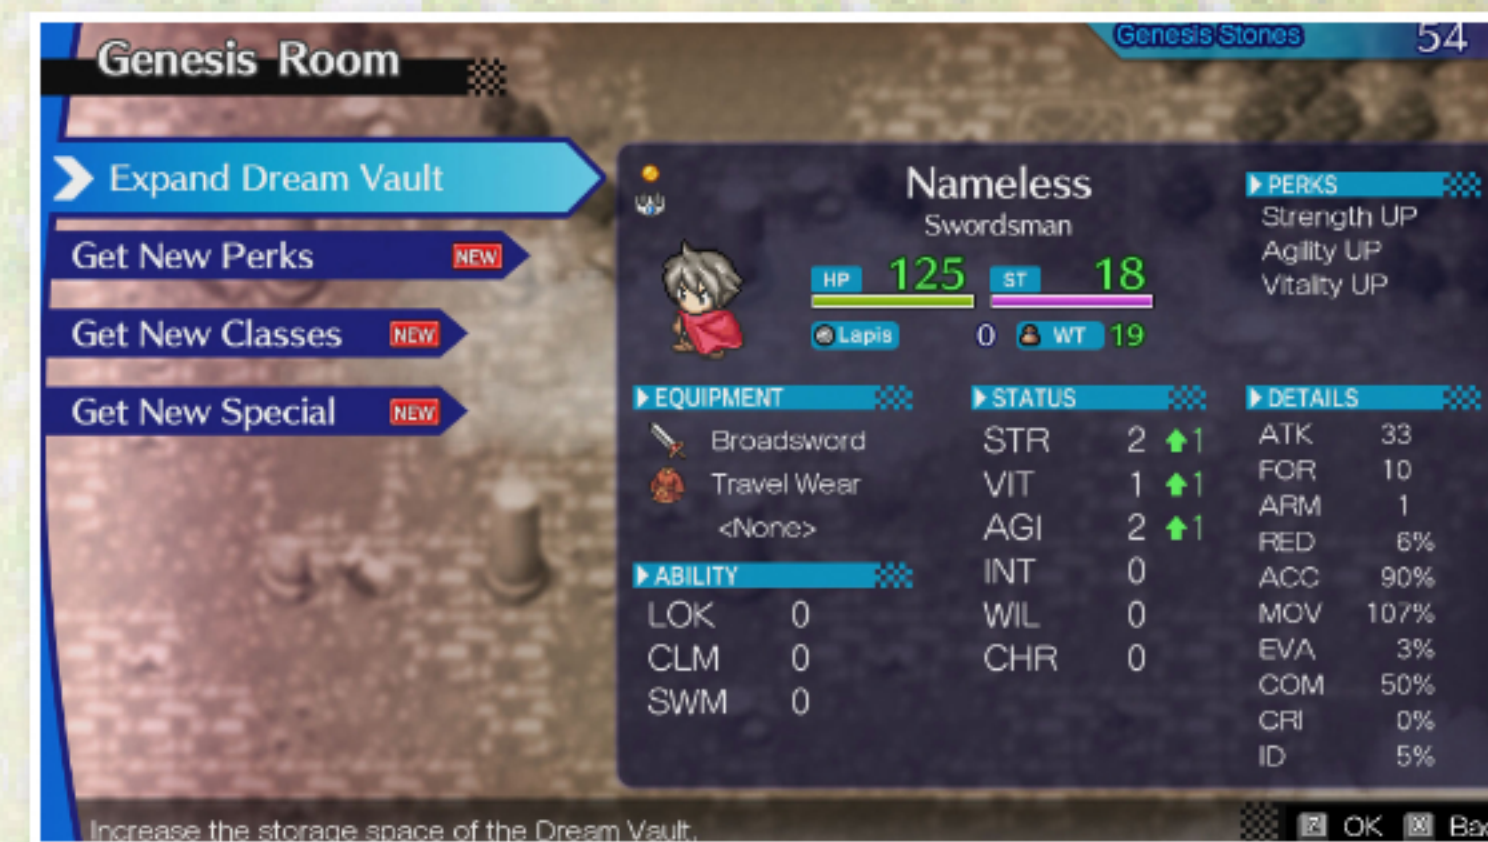 Genesis Room
Genesis Stones 54
Expand Dream Vault
Get New Perks NEW
Get New Classes NEW
Get New Special NEW
Nameless
Swordsman
HP 125 ST 18
Lapis 0 WT 19
PERKS
Strength UP
Agility UP
Vitality UP
EQUIPMENT
Broadsword
Travel Wear
<None>
ABILITY
LOK 0
CLM 0
SWM 0
STATUS
STR 2 1
VIT 1 1
AGI 2 1
INT 0
WIL 0
CHR 0
DETAILS
ATK 33
FOR 10
ARM 1
RED 6%
ACC 90%
MOV 107%
EVA 3%
COM 50%
CRI 0%
ID 5%
Increase the storage space of the Dream Vault.
Z OK X Bac